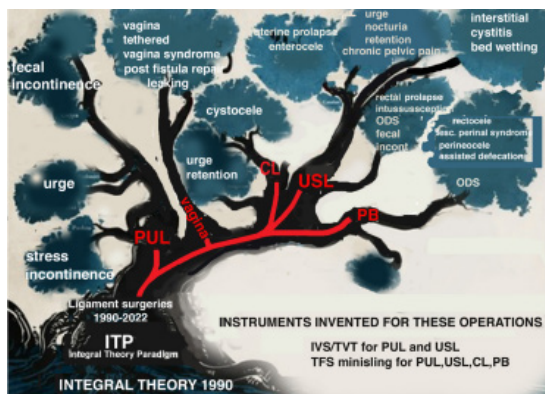 fecal
incontinence
vagina
tethered
vagina syndrome
post fistula repair
leaking
uterine prolapse
enterocele
urge
nocturia
retention
chronic pelvic pain
interstitial
cystitis
bed wetting
cystocele
rectal prolapse
intussusception
ODS
fecal
incont
rectocele
perinal syndrom
perineocele
assisted defecation
ODS
urge
urge
retention
CL
USL
PB
vagina
PUL
stress
incontinence
Ligament surgeries
1990-2022
ITP
Integral Theory Paradigm
INTEGRAL THEORY 1990
INSTRUMENTS INVENTED FOR THESE OPERATIONS
IVS/TVT for PUL and USL
TFS minisling for PUL,USL,CL,PB